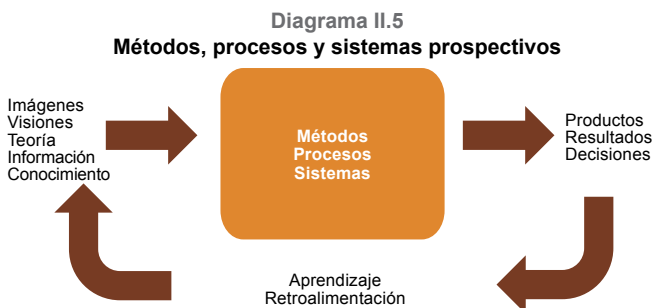 Diagrama II.5
Métodos, procesos y sistemas prospectivos
Imágenes
Visiones
Teoría
Información
Conocimiento
Métodos
Procesos
Sistemas
Productos
Resultados
Decisiones
Aprendizaje
Retroalimentación